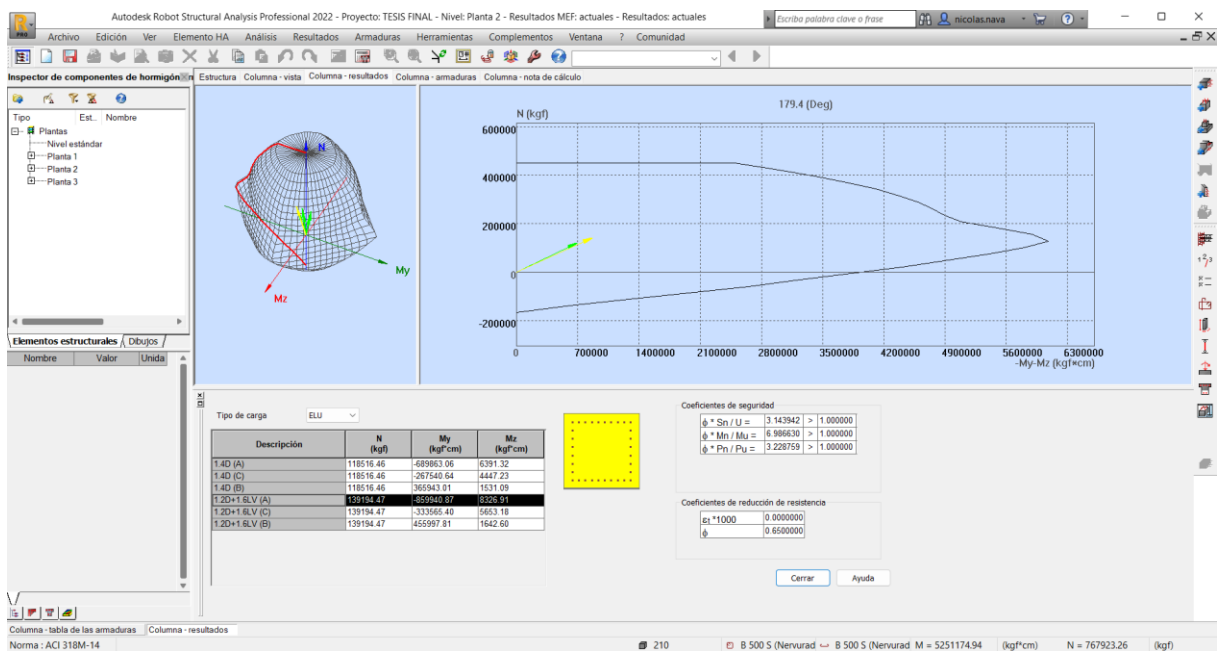 Autodesk Robot Structural Analysis Professional 2022 - Proyecto: TESIS FINAL - Nivel: Planta 2 - Resultados MEF: actuales - Resultados: actuales
Escriba palabra clave o frase
nicolas.nava
PRO
Archivo Edición Ver Elemento HA Análisis Resultados Armaduras Herramientas Complementos Ventana ? Comunidad
Inspector de componentes de hormigón
Estructura Columna - vista Columna - resultados Columna - armaduras Columna - nota de cálculo
Tipo Est... Nombre
Plantas
Nivel estándar
Planta 1
Planta 2
Planta 3
Elementos estructurales Dibujos
Nombre Valor Unida
N
My
Mz
179.4 (Deg)
N (kgf)
600000
400000
200000
0
-200000
0 700000 1400000 2100000 2800000 3500000 4200000 4900000 5600000 6300000
-My-Mz (kgf*cm)
Tipo de carga ELU
Descripción N (kgf) My (kgf*cm) Mz (kgf*cm)
1.4D (A) 118516.46 -689863.06 6391.32
1.4D (C) 118516.46 -267540.64 4447.23
1.4D (B) 118516.46 365943.01 1531.09
1.2D+1.6LV (A) 139194.47 -859940.87 8326.91
1.2D+1.6LV (C) 139194.47 -333565.40 5653.18
1.2D+1.6LV (B) 139194.47 455997.81 1642.60
Coeficientes de seguridad
ϕ * Sn / U = 3.143942 > 1.000000
ϕ * Mn / Mu = 6.986630 > 1.000000
ϕ * Pn / Pu = 3.228759 > 1.000000
Coeficientes de reducción de resistencia
εt *1000 0.0000000
ϕ 0.6500000
Cerrar Ayuda
Columna - tabla de las armaduras Columna - resultados
Norma : ACI 318M-14 210 B 500 S (Nervurad B 500 S (Nervurad M = 5251174.94 (kgf*cm) N = 767923.26 (kgf)